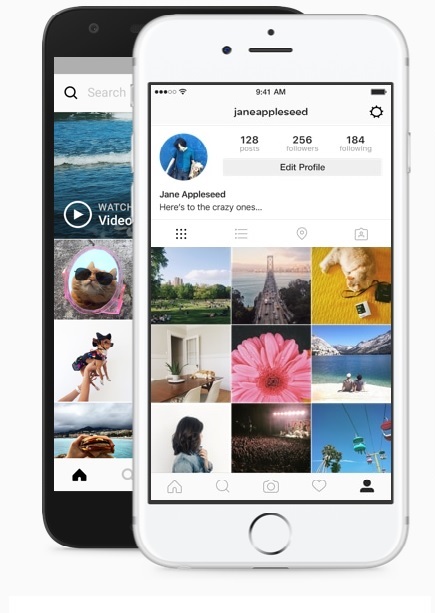 Search
WATCH
Video
9:41 AM
janeappleseed
128
256
184
posts
followers
following
Edit Profile
Jane Appleseed
Here's to the crazy ones...